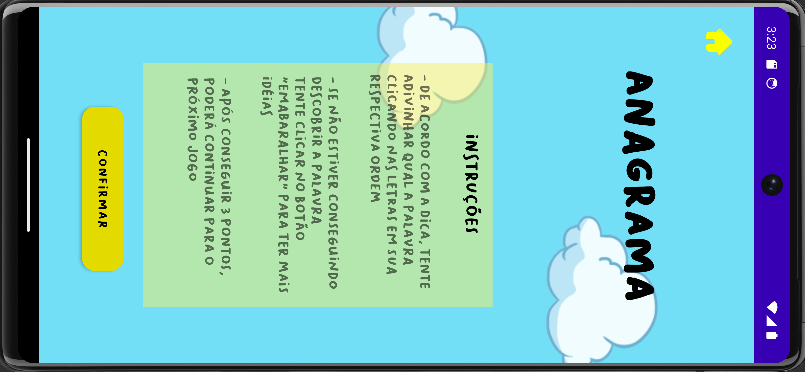 3:23
ANAGRAMA
INSTRUÇÕES
- DE ACORDO COM A DICA, TENTE
ADIVINHAR QUAL A PALAVRA
CLICANDO NAS LETRAS EM SUA
RESPECTIVA ORDEM
- SE NÃO ESTIVER CONSEGUINDO
DESCOBRIR A PALAVRA
TENTE CLICAR NO BOTÃO
"EMABARALHAR" PARA TER MAIS
IDÉIAS
- APÓS CONSEGUIR 3 PONTOS,
PODERÁ CONTINUAR PARA O
PRÓXIMO JOGO
CONFIRMAR